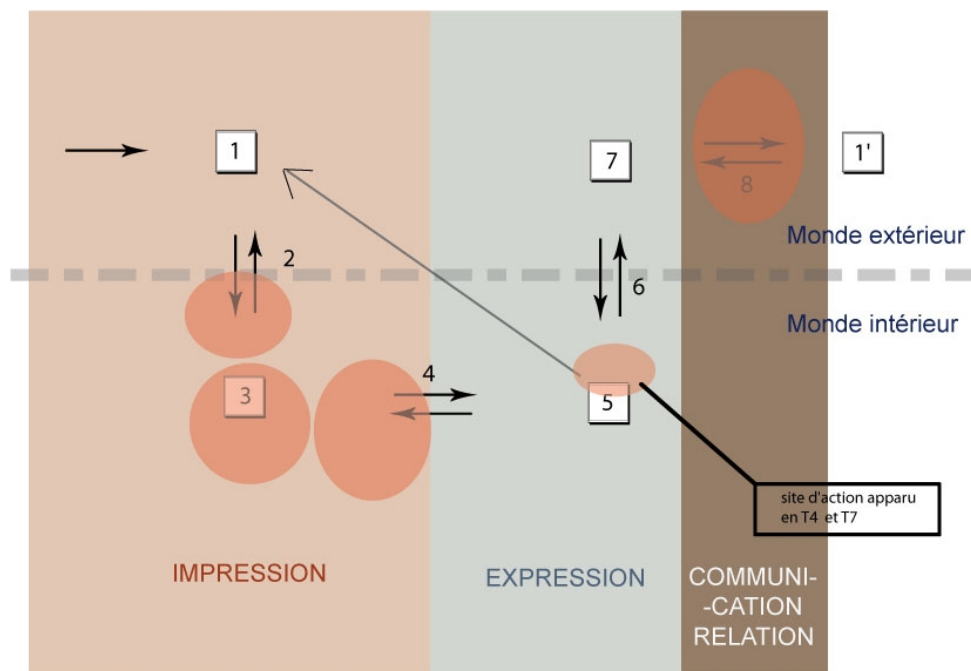 1
7
8
1'
2
Monde extérieur
6
Monde intérieur
3
4
5
site d'action apparu
en T4 et T7
IMPRESSION
EXPRESSION
COMMUNI-
-CATION
RELATION